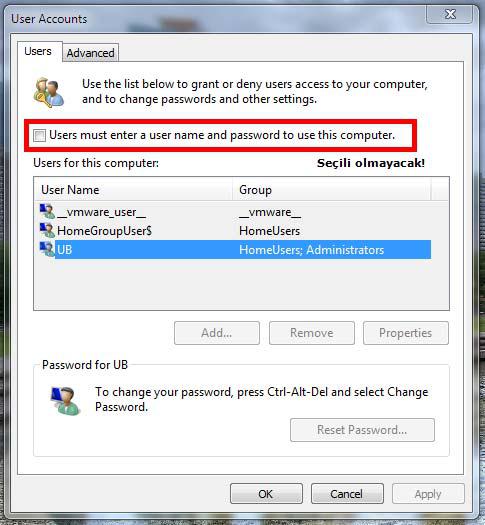 User Accounts
Users
Advanced
Use the list below to grant or deny users access to your computer,
and to change passwords and other settings.
Users must enter a user name and password to use this computer.
Users for this computer:
Seçili olmayacak!
User Name
Group
__vmware_user__
__vmware__
HomeGroupUser$
HomeUsers
UB
HomeUsers; Administrators
Add...
Remove
Properties
Password for UB
To change your password, press Ctrl-Alt-Del and select Change
Password.
Reset Password...
OK
Cancel
Apply